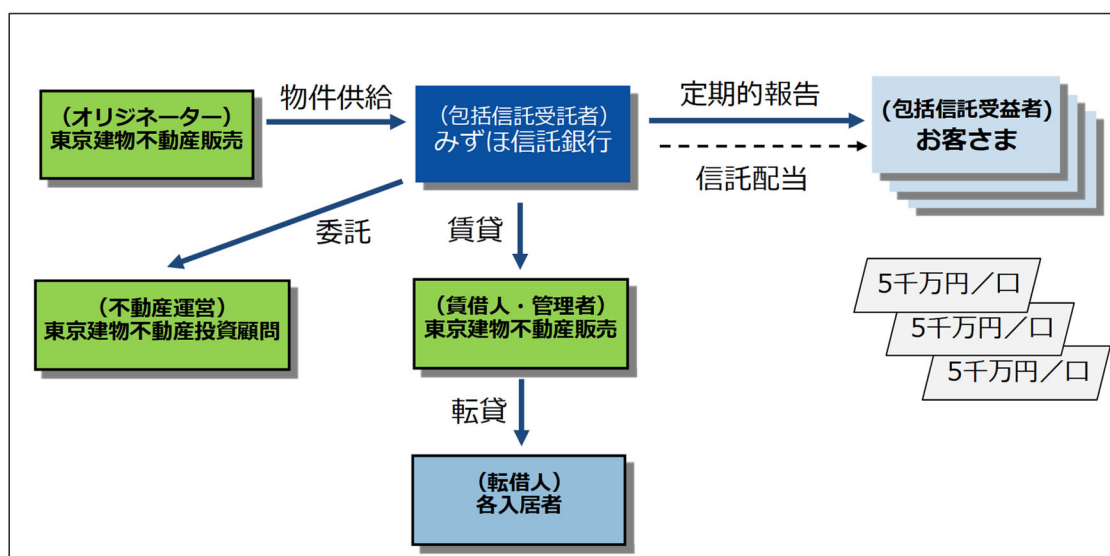 (オリジネーター)
東京建物不動産販売
物件供給
(包括信託受託者)
みずほ信託銀行
定期的報告
信託配当
(包括信託受益者)
お客さま
委託
賃貸
(不動産運営)
東京建物不動産投資顧問
(賃借人・管理者)
東京建物不動産販売
5千万円/口
5千万円/口
5千万円/口
転貸
(転借人)
各入居者